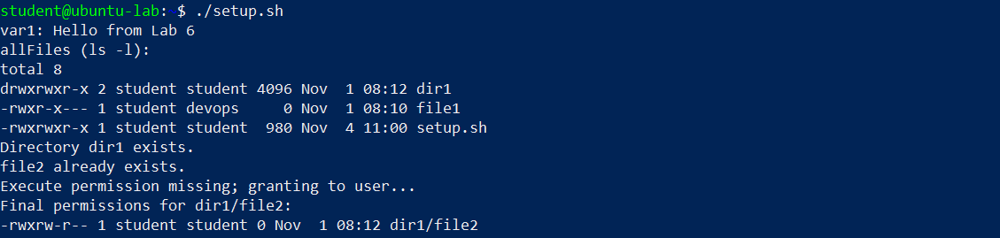 student@ubuntu-lab: $ ./setup.sh
var1: Hello from Lab 6
allFiles (ls -l):
total 8
drwxrwxr-x 2 student student 4096 Nov  1 08:12 dir1
-rwxr-x--- 1 student devops     0 Nov  1 08:10 file1
-rwxrwxr-x 1 student student  980 Nov  4 11:00 setup.sh
Directory dir1 exists.
file2 already exists.
Execute permission missing; granting to user...
Final permissions for dir1/file2:
-rwxrw-r-- 1 student student 0 Nov  1 08:12 dir1/file2